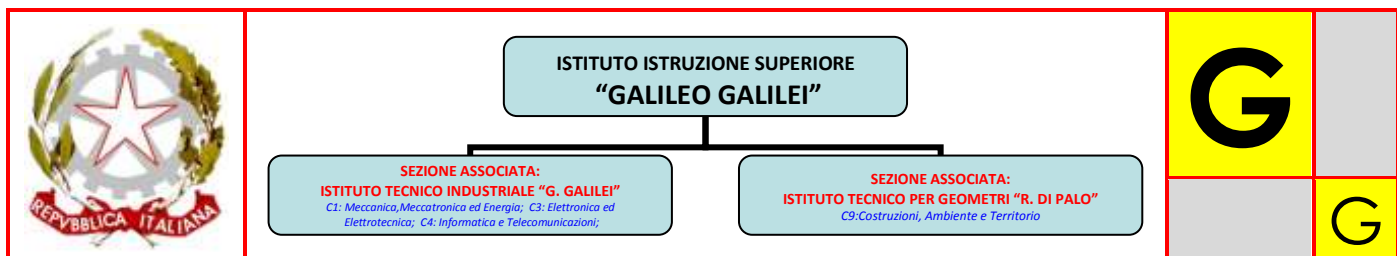 REPVBBLICA ITALIANA
ISTITUTO ISTRUZIONE SUPERIORE
“GALILEO GALILEI”
SEZIONE ASSOCIATA:
ISTITUTO TECNICO INDUSTRIALE “G. GALILEI”
C1: Meccanica,Meccatronica ed Energia; C3: Elettronica ed
Elettrotecnica; C4: Informatica e Telecomunicazioni;
SEZIONE ASSOCIATA:
ISTITUTO TECNICO PER GEOMETRI “R. DI PALO”
C9:Costruzioni, Ambiente e Territorio
G
G